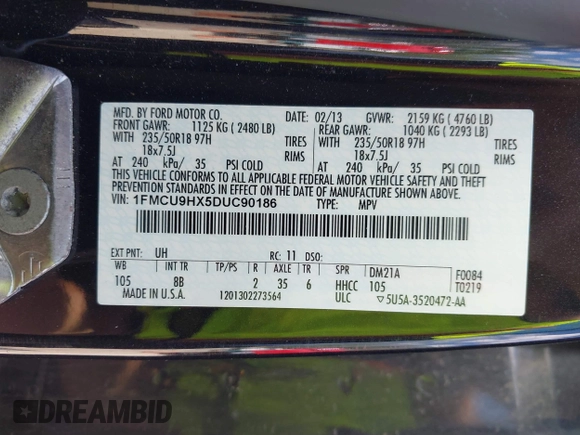 MFD. BY FORD MOTOR CO.
DATE: 02/13 GVWR: 2159 KG ( 4760 LB)
FRONT GAWR: 1125 KG ( 2480 LB) REAR GAWR: 1040 KG ( 2293 LB)
WITH WITH
235/50R18 97H TIRES 235/50R18 97H TIRES
18x7.5J RIMS 18x7.5J RIMS
AT 240 kPa/ 35 PSI COLD AT 240 kPa/ 35 PSI COLD
THIS VEHICLE CONFORMS TO ALL APPLICABLE FEDERAL MOTOR VEHICLE SAFETY AND THEFT
PREVENTION STANDARDS IN EFFECT ON THE DATE OF MANUFACTURE SHOWN ABOVE.
VIN: 1FMCU9HX5DUC90186 TYPE: MPV
EXT PNT: UH RC: 11 DSO:
WB INT TR TP/PS R AXLE TR SPR DM21A F0084
105 8B 2 35 6 HHCC 105 T0219
MADE IN U.S.A. 1201302273564 ULC ▽5U5A-3520472-AA
DREAMBID